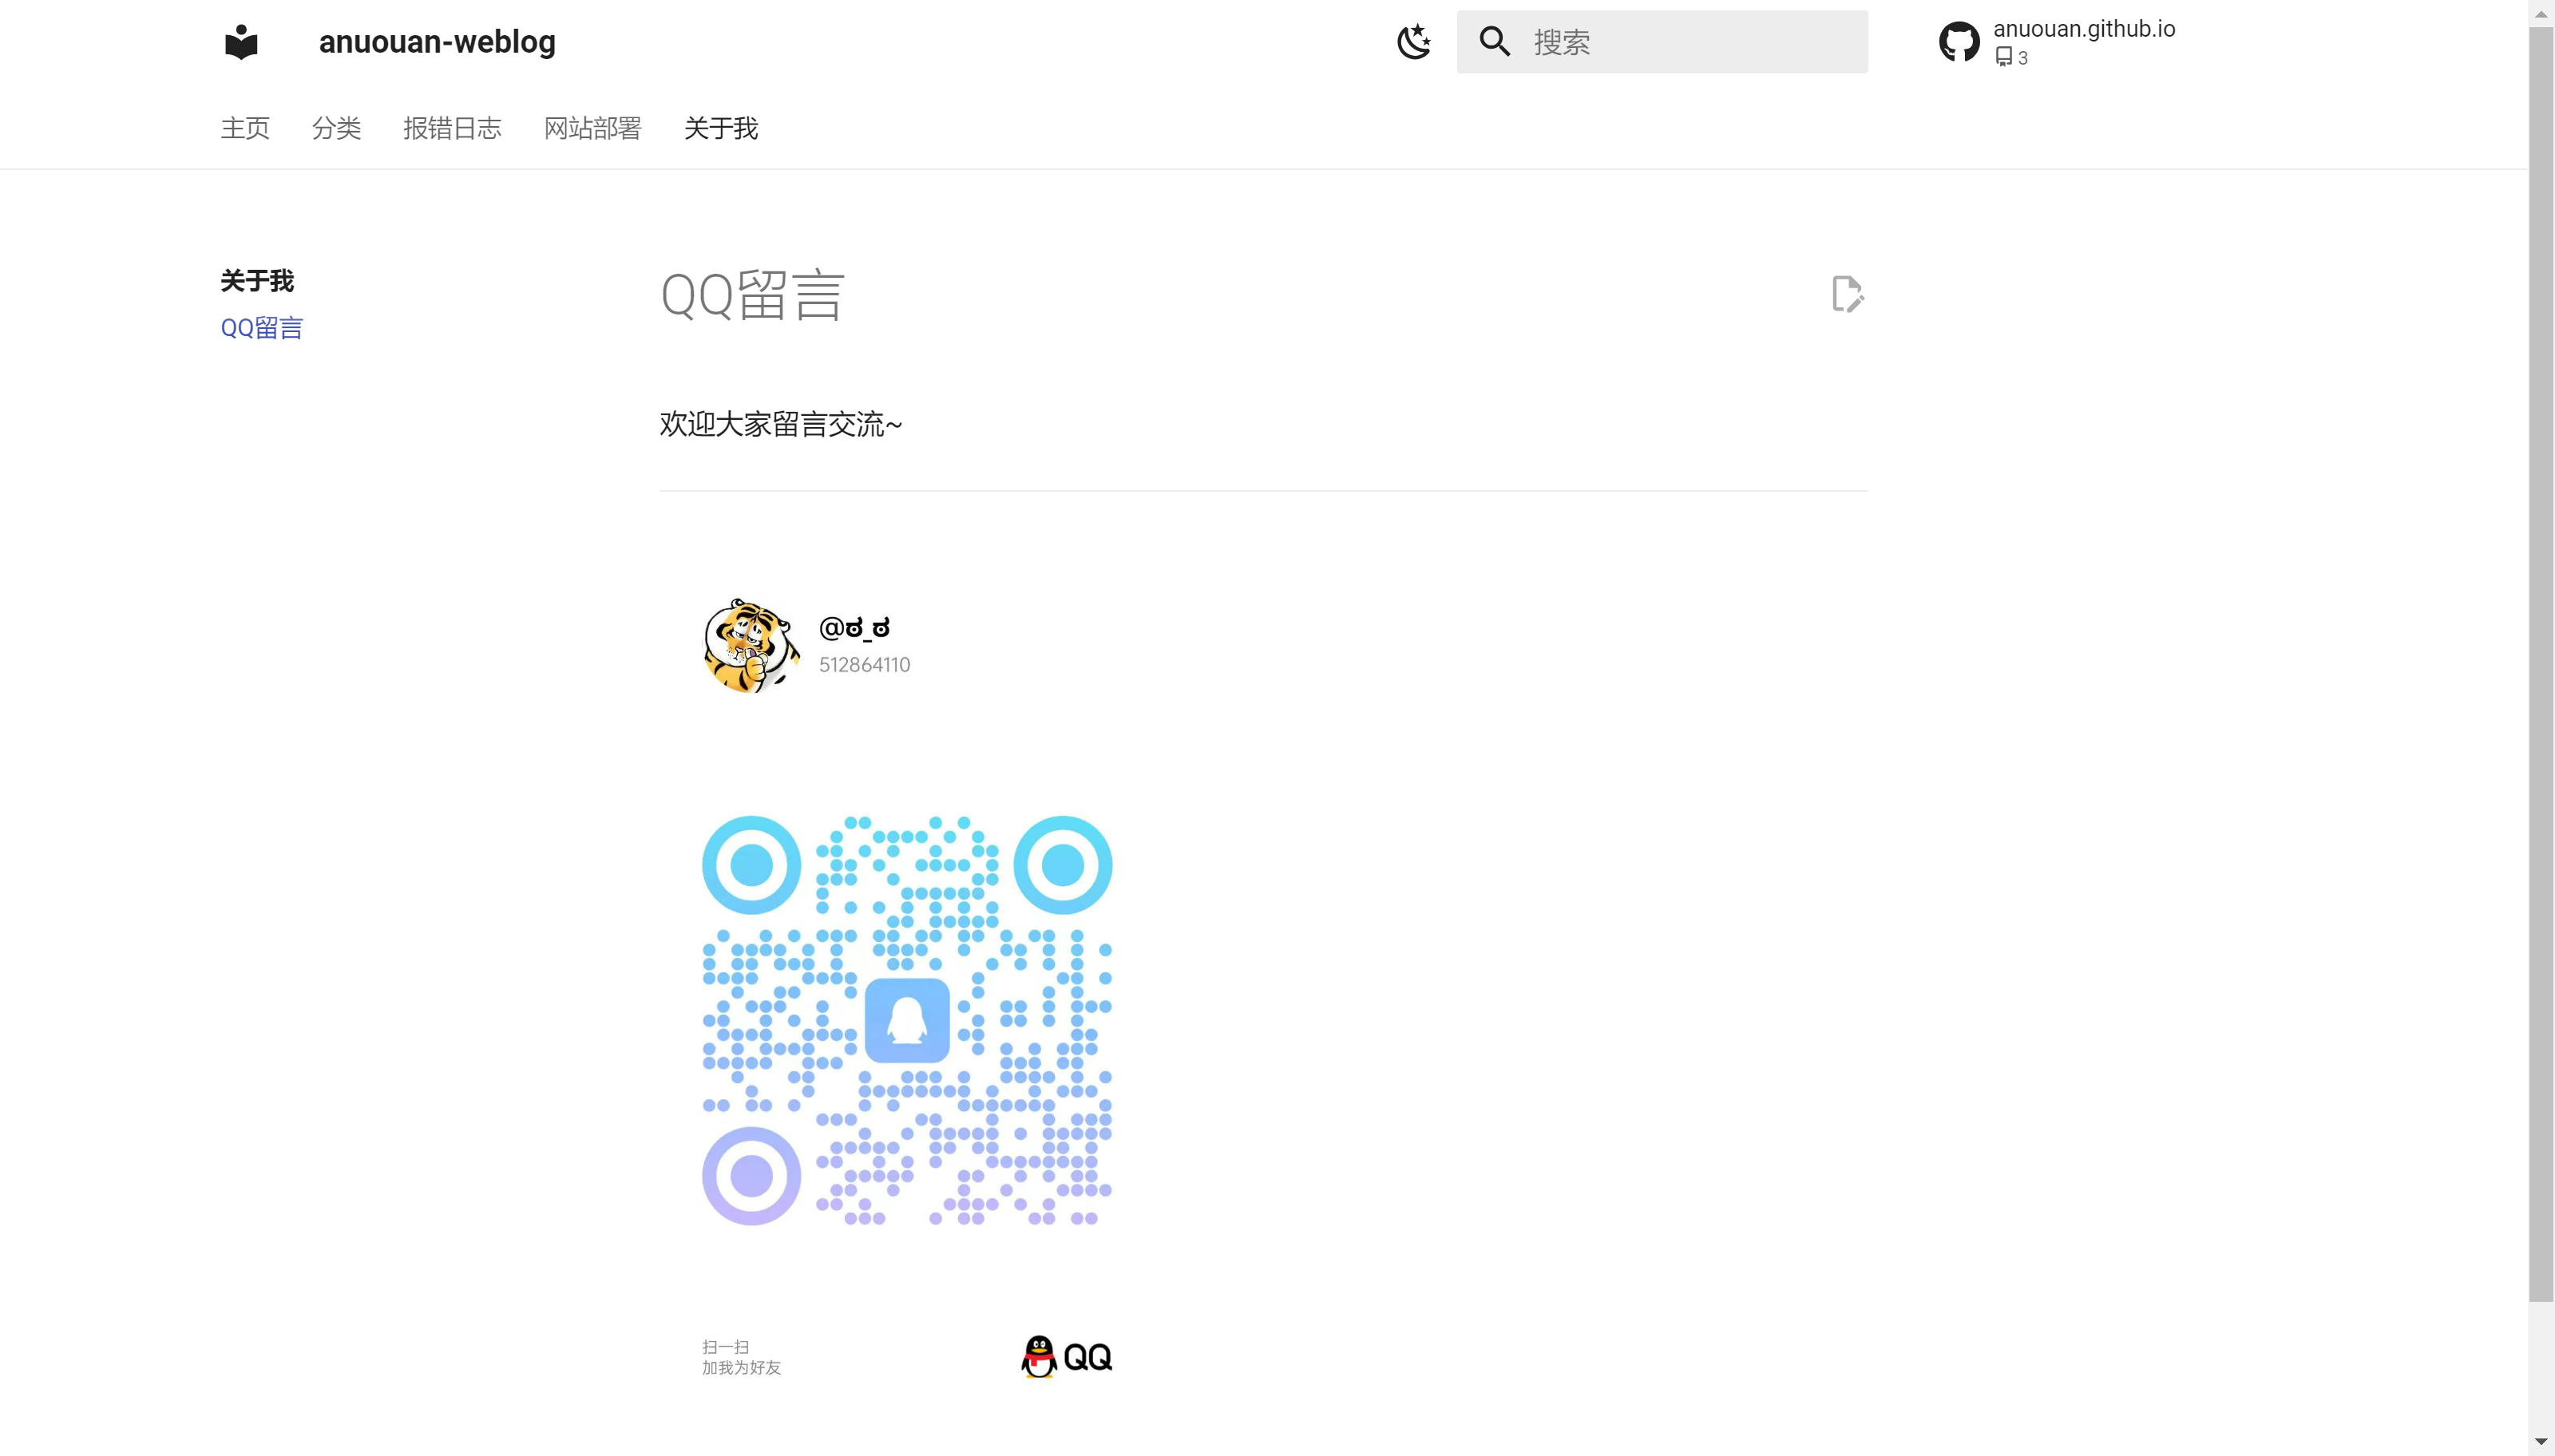 anuouan-weblog
搜索
anuouan.github.io
3
主页 分类 报错日志 网站部署 关于我
关于我
QQ留言
QQ留言
欢迎大家留言交流~
@ಠ_ಠ
512864110
扫一扫
加我为好友
QQ